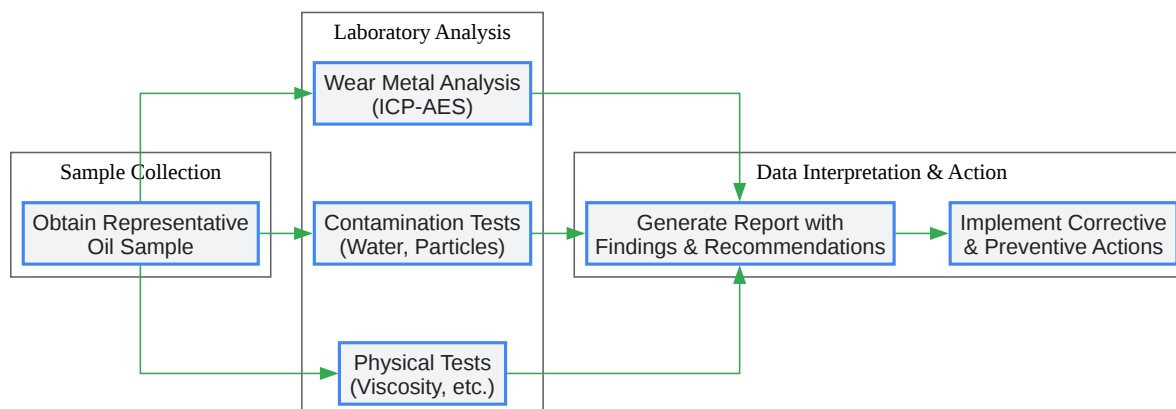 Sample Collection
Obtain Representative
Oil Sample
Laboratory Analysis
Wear Metal Analysis
(ICP-AES)
Contamination Tests
(Water, Particles)
Physical Tests
(Viscosity, etc.)
Data Interpretation & Action
Generate Report with
Findings & Recommendations
Implement Corrective
& Preventive Actions